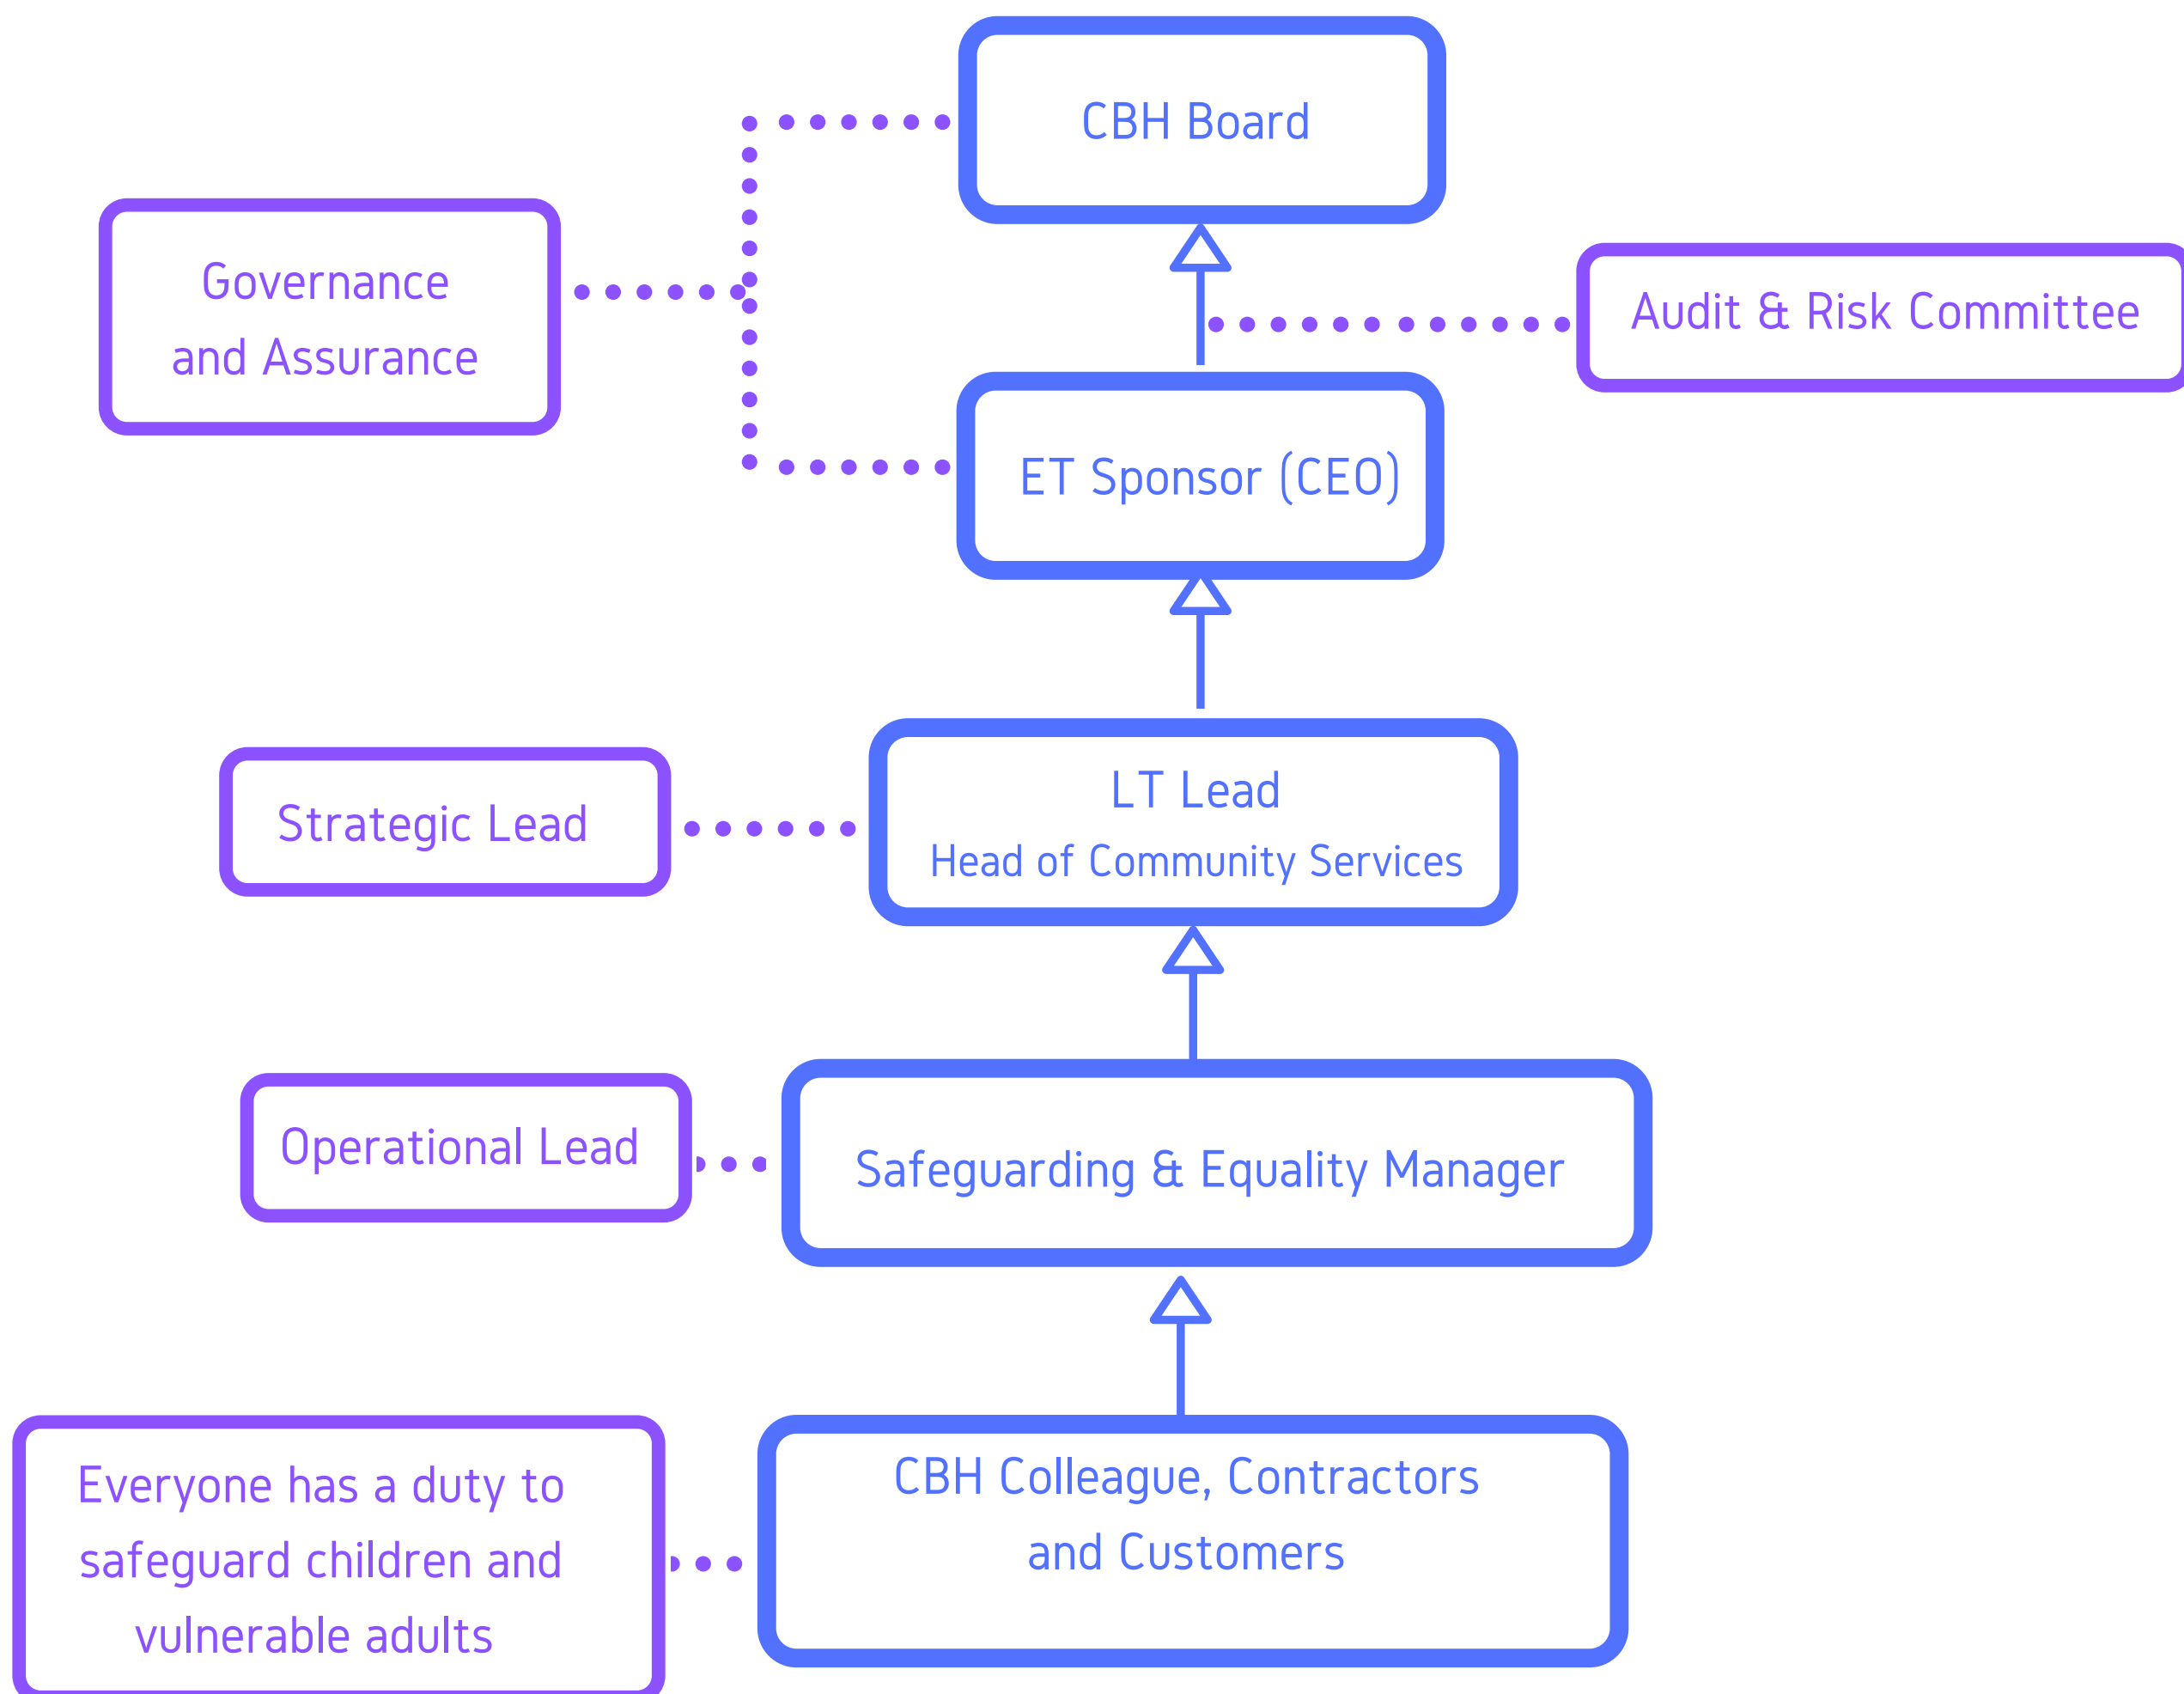 CBH Board
Governance
and Assurance
Audit & Risk Committee
ET Sponsor (CEO)
Strategic Lead
LT Lead
Head of Community Services
Operational Lead
Safeguarding & Equality Manager
Everyone has a duty to
safeguard children and
vulnerable adults
CBH Colleague, Contractors
and Customers